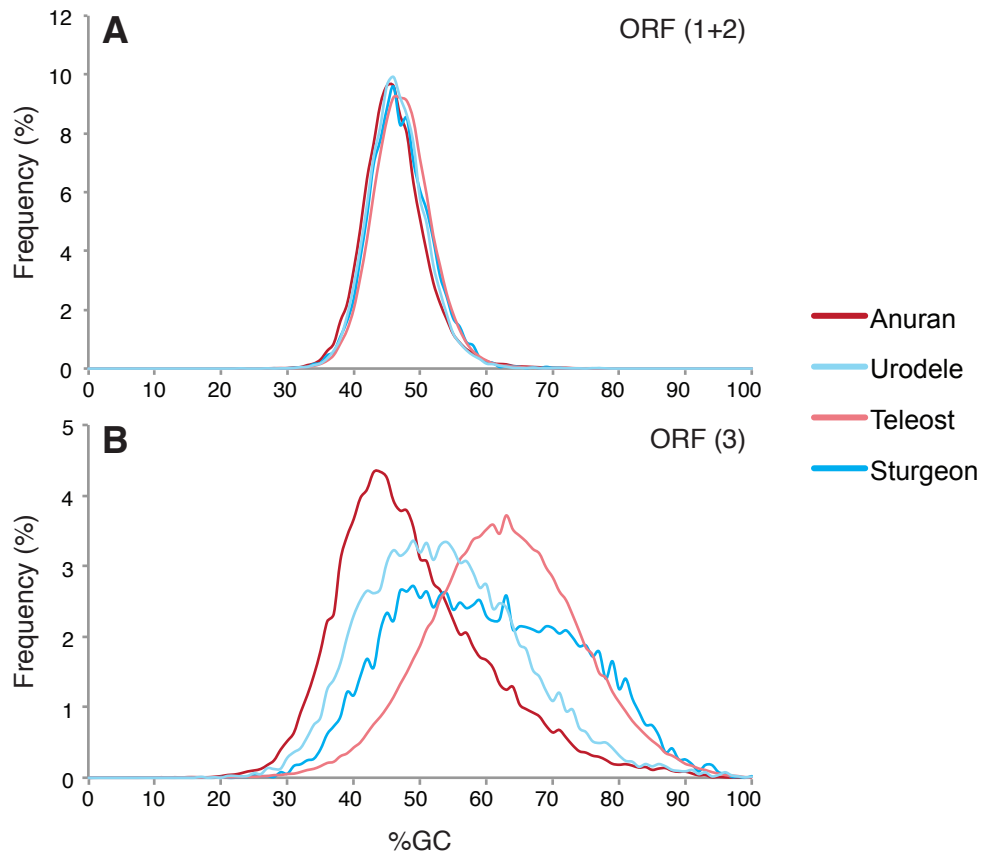 A
ORF (1+2)
Frequency (%)
12
10
8
6
4
2
0
0 10 20 30 40 50 60 70 80 90 100
Anuran
Urodele
Teleost
Sturgeon
B
ORF (3)
Frequency (%)
5
4
3
2
1
0
0 10 20 30 40 50 60 70 80 90 100
%GC